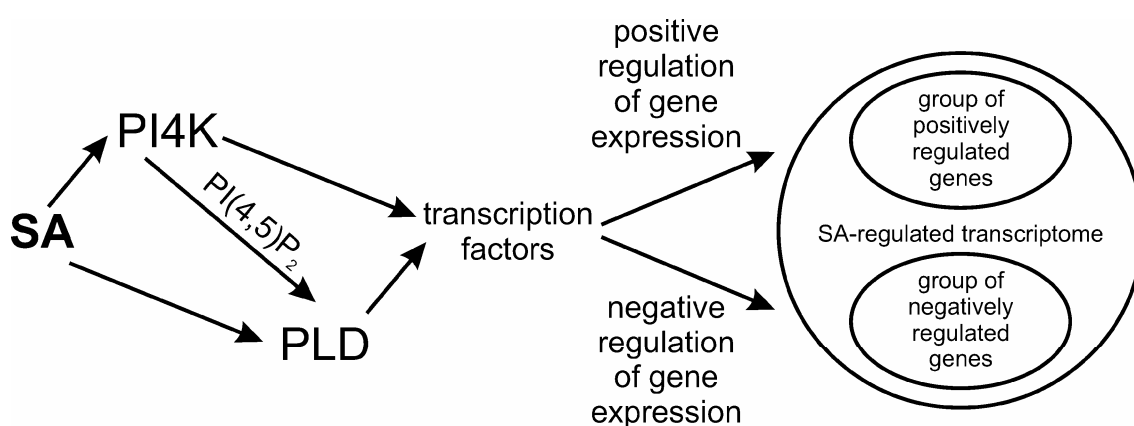 SA
PI4K
PI(4,5)P₂
PLD
transcription
factors
positive
regulation
of gene
expression
negative
regulation
of gene
expression
group of
positively
regulated
genes
SA-regulated transcriptome
group of
negatively
regulated
genes